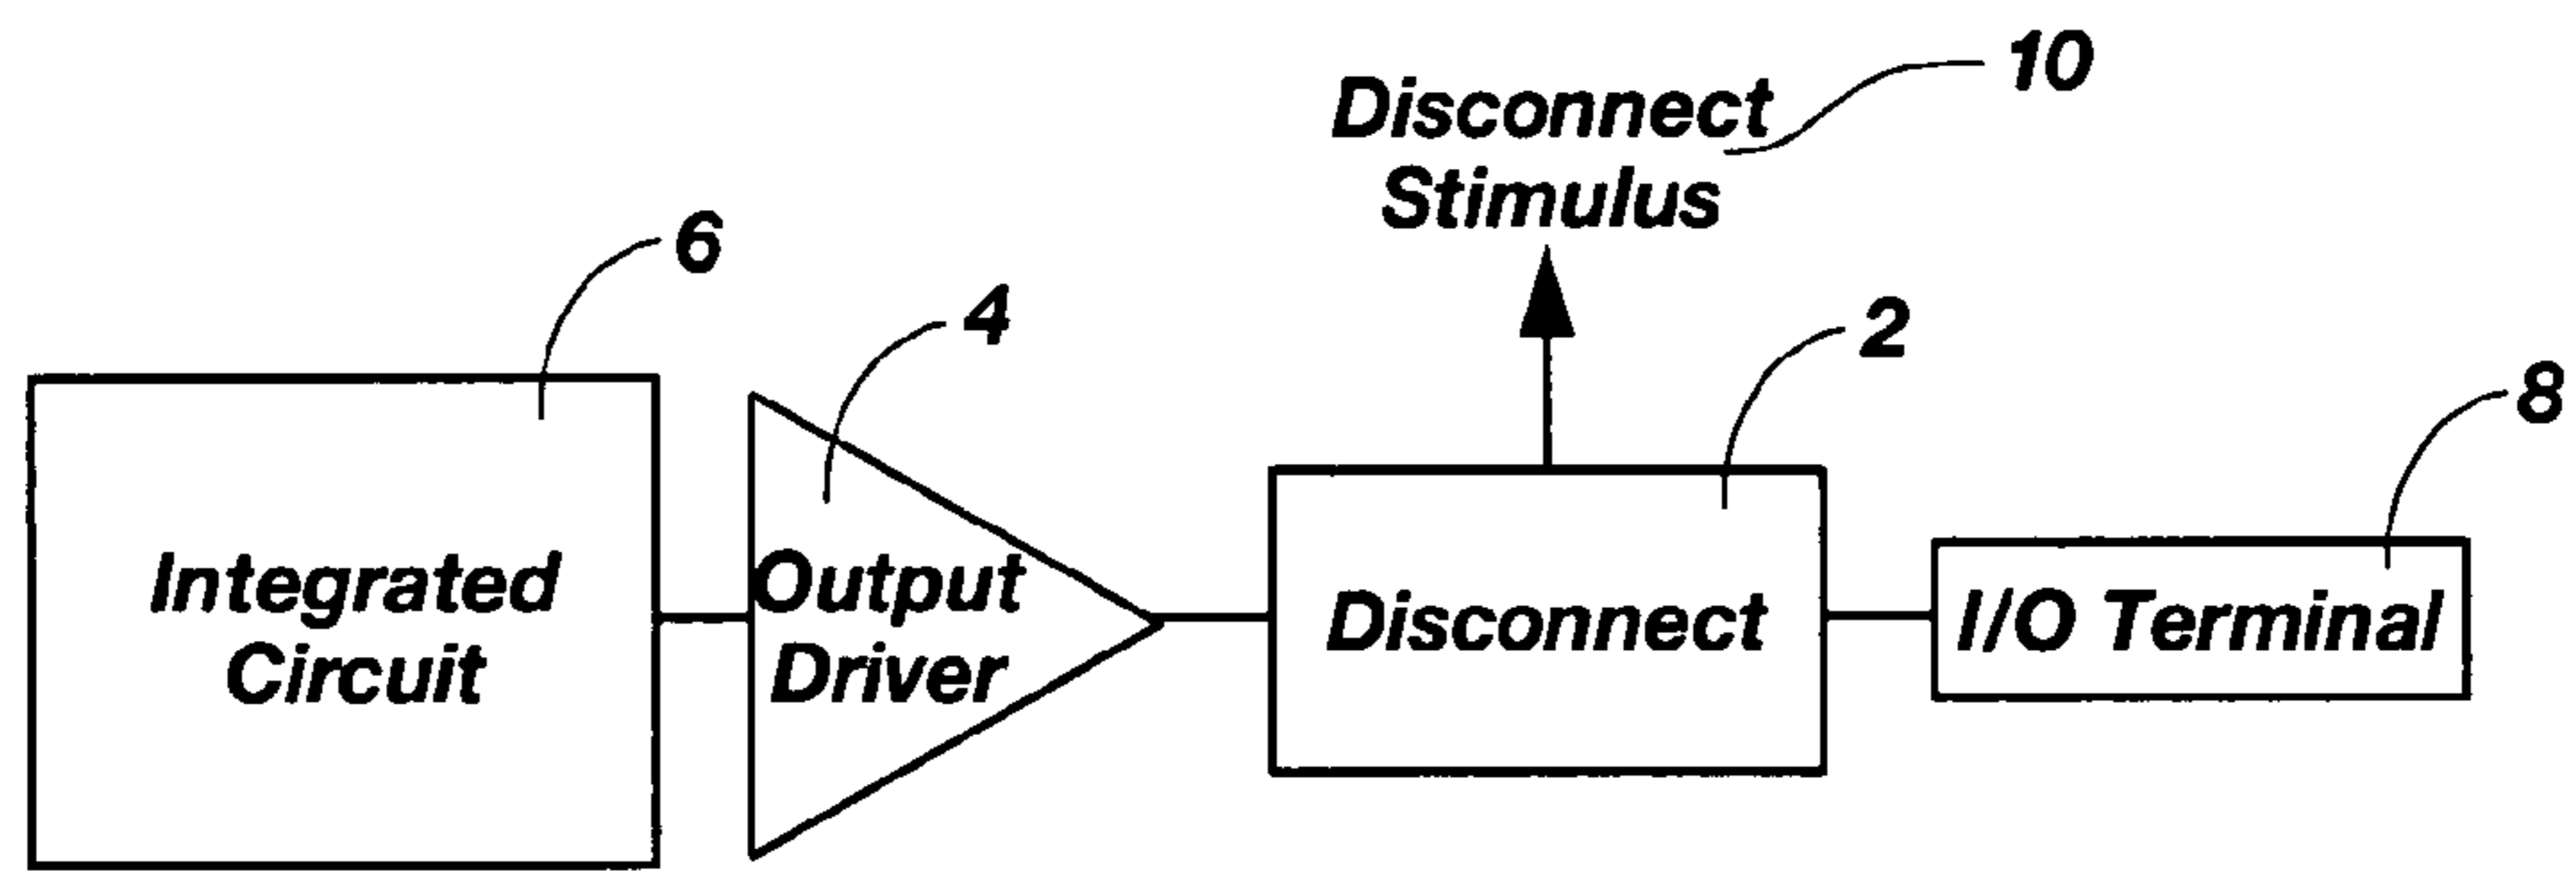 10
Disconnect
Stimulus
6
4
2
8
Integrated
Circuit
Output
Driver
Disconnect
I/O Terminal